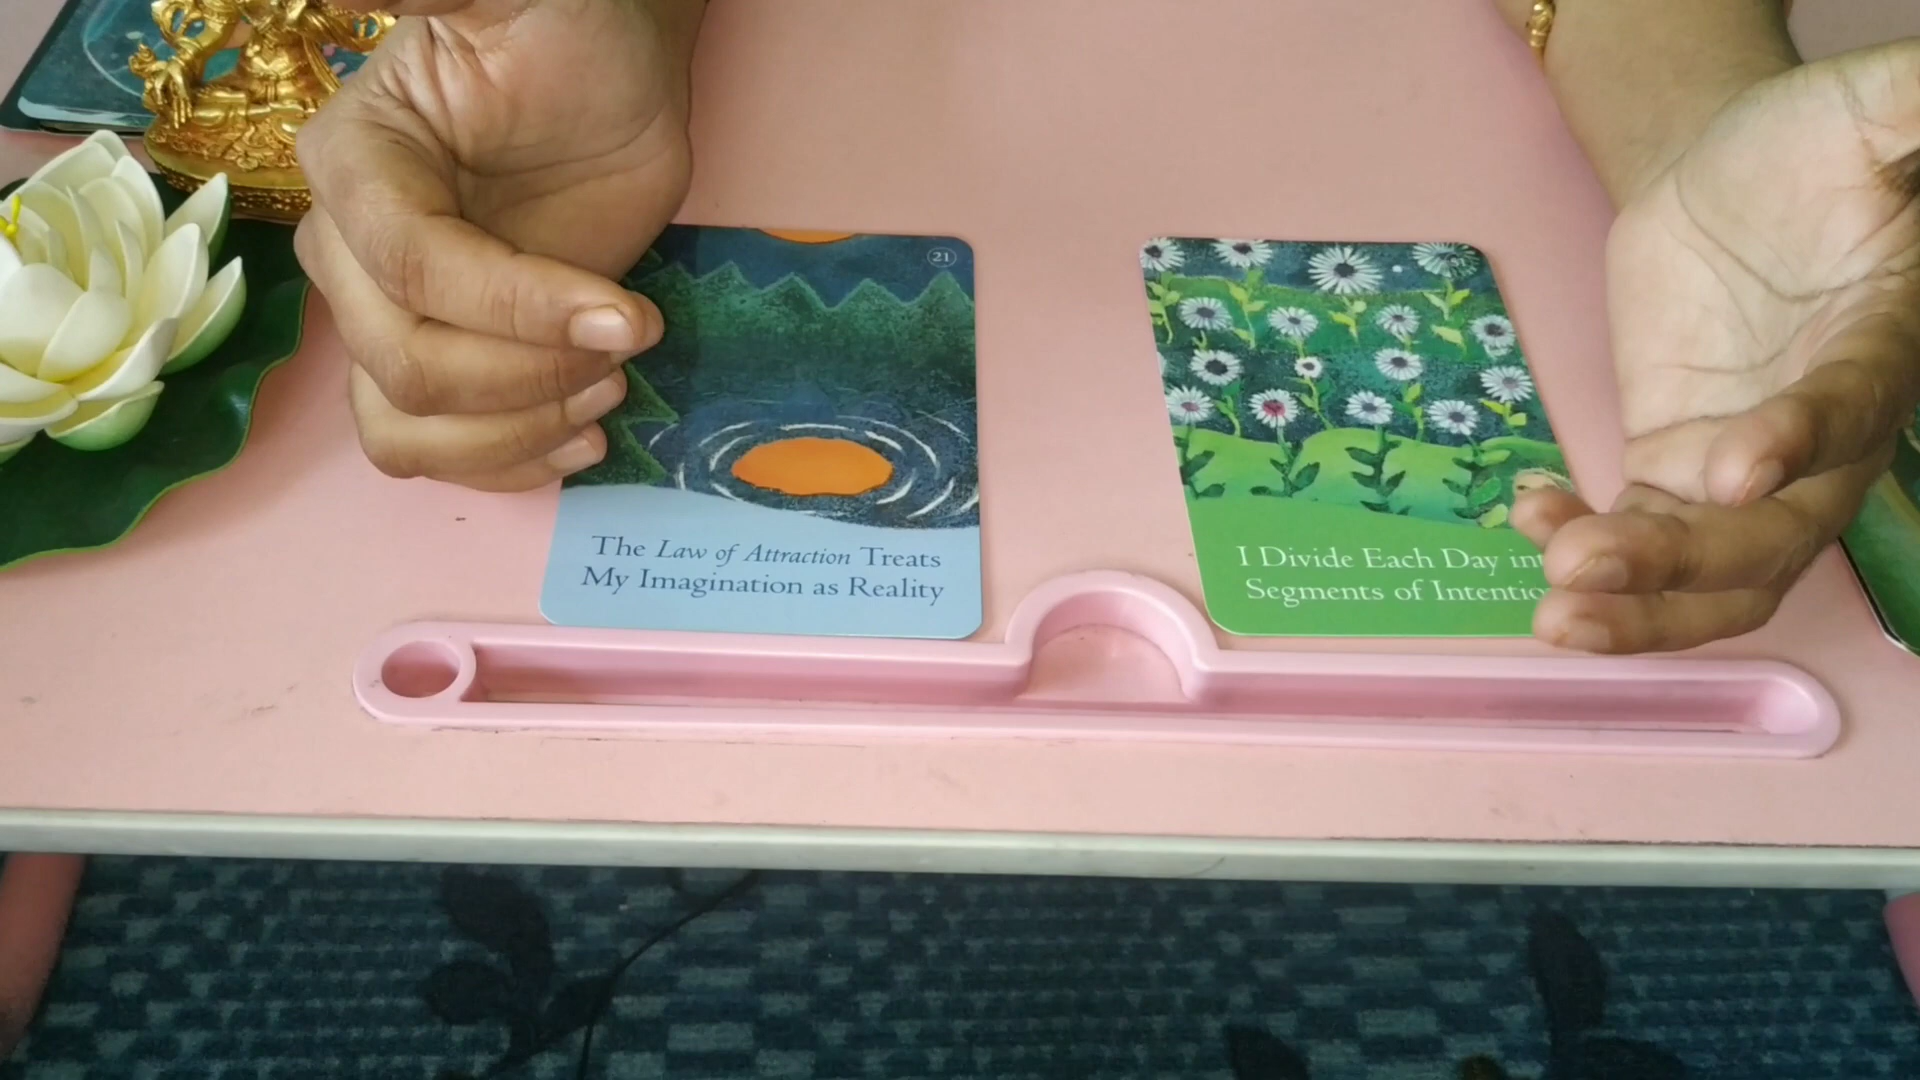 21
The Law of Attraction Treats
My Imagination as Reality
I Divide Each Day
Segments of